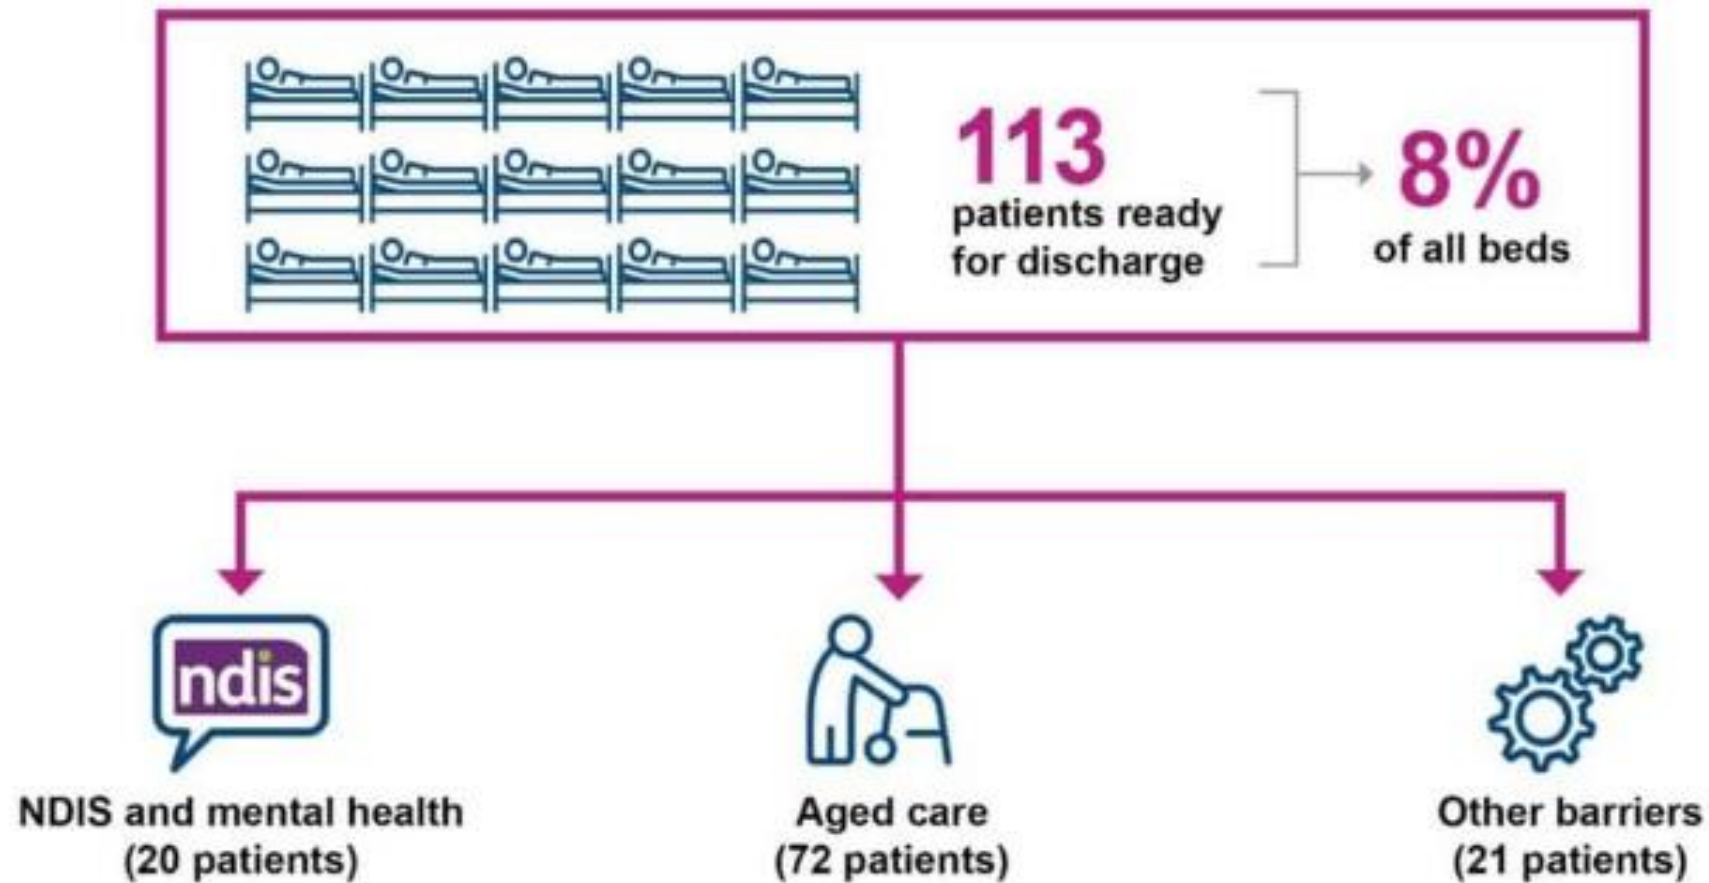 113
patients ready
for discharge
8%
of all beds
ndis
NDIS and mental health
(20 patients)
Aged care
(72 patients)
Other barriers
(21 patients)